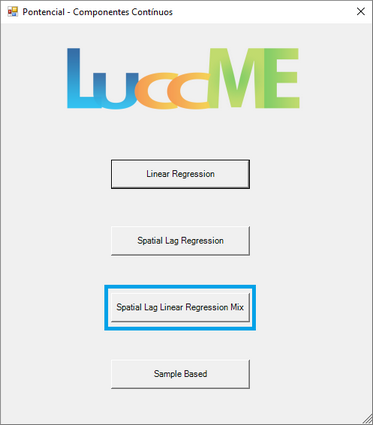 Pontencial - Componentes Contínuos
LuccME
Linear Regression
Spatial Lag Regression
Spatial Lag Linear Regression Mix
Sample Based